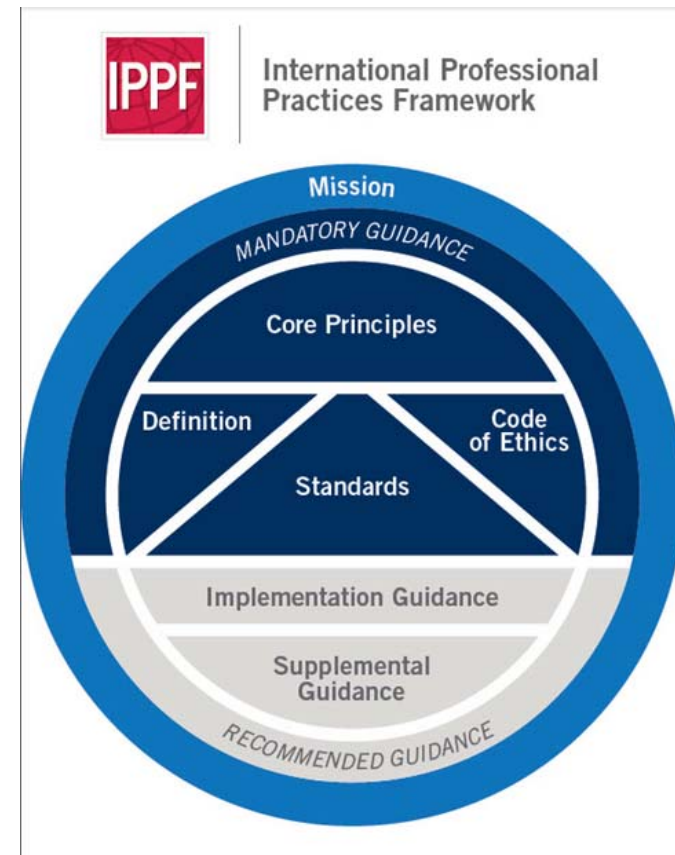 IPPF
International Professional
Practices Framework
Mission
MANDATORY GUIDANCE
Core Principles
Definition
Code
of Ethics
Standards
Implementation Guidance
Supplemental
Guidance
RECOMMENDED GUIDANCE